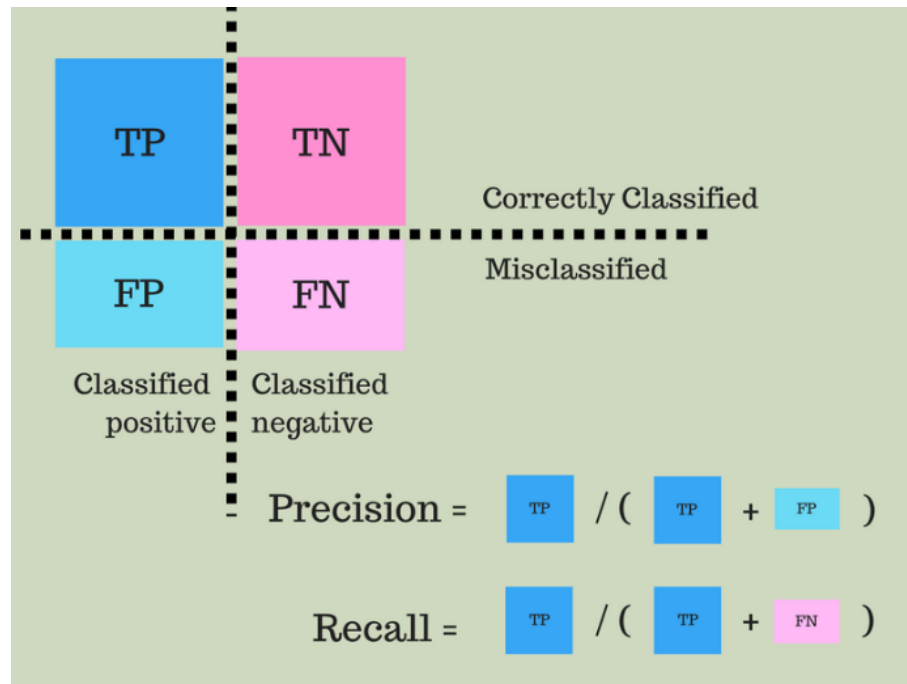 TP TN
Correctly Classified
Misclassified
FP FN
Classified
positive
Classified
negative
Precision = TP / ( TP + FP )
Recall = TP / ( TP + FN )